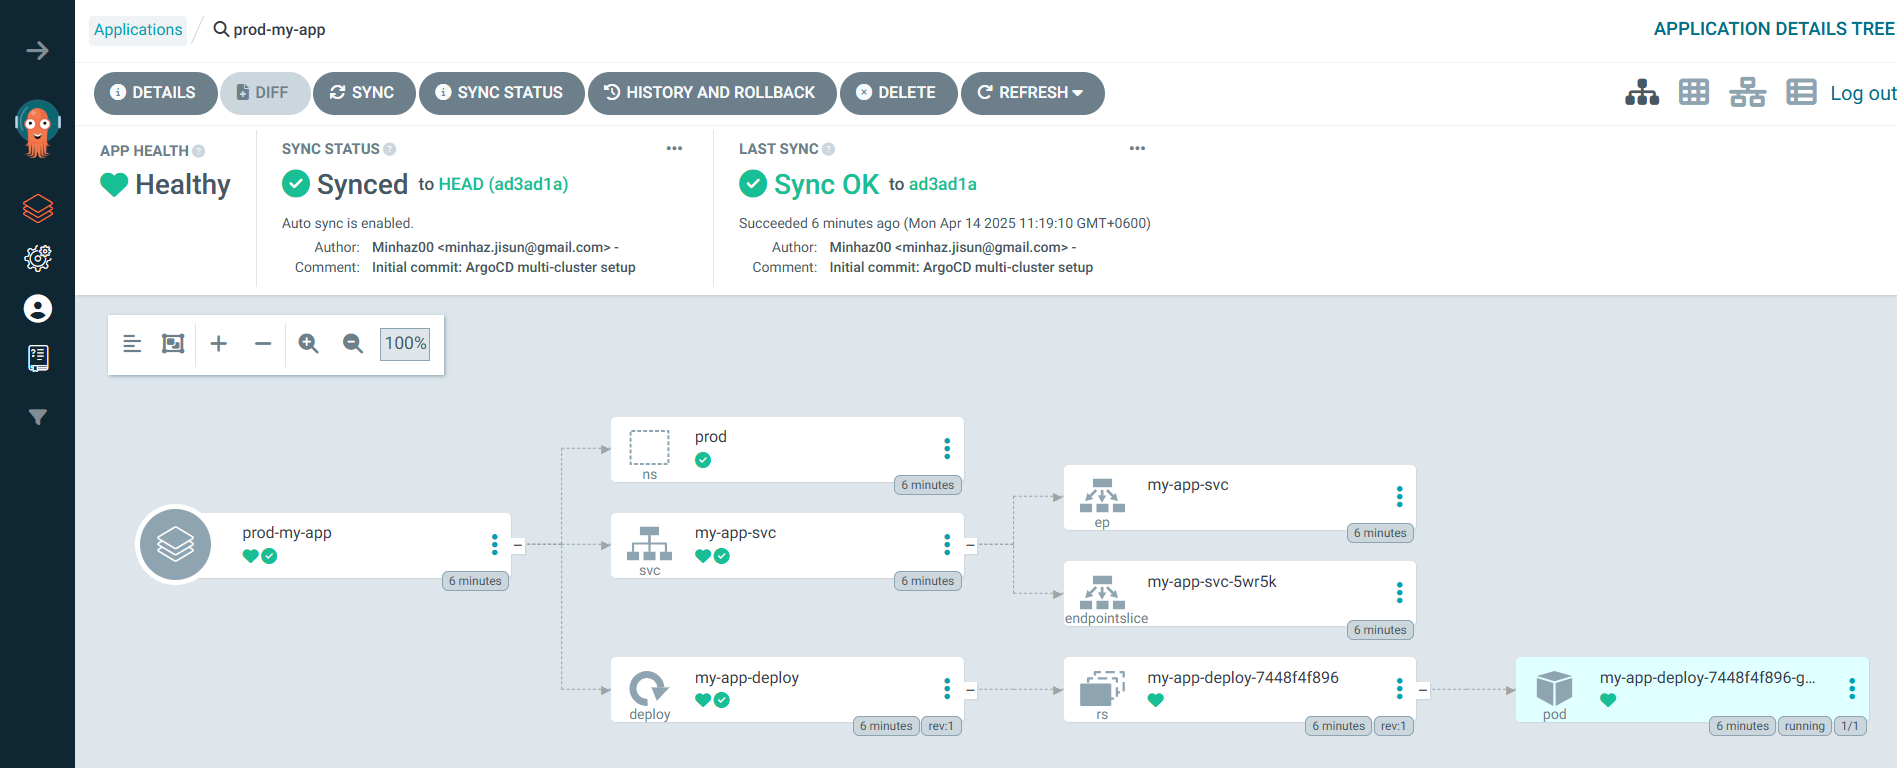 Applications / prod-my-app
APPLICATION DETAILS TREE
DETAILS DIFF SYNC SYNC STATUS HISTORY AND ROLLBACK DELETE REFRESH
Log out
APP HEALTH
Healthy
SYNC STATUS
Synced to HEAD (ad3ad1a)
Auto sync is enabled.
Author: Minhaz00 <minhaz.jisun@gmail.com> -
Comment: Initial commit: ArgoCD multi-cluster setup
LAST SYNC
Sync OK to ad3ad1a
Succeeded 6 minutes ago (Mon Apr 14 2025 11:19:10 GMT+0600)
Author: Minhaz00 <minhaz.jisun@gmail.com> -
Comment: Initial commit: ArgoCD multi-cluster setup
100%
prod-my-app
6 minutes
prod
ns
6 minutes
my-app-svc
svc
6 minutes
my-app-deploy
deploy
6 minutes rev:1
my-app-svc
ep
6 minutes
my-app-svc-5wr5k
endpointslice
6 minutes
my-app-deploy-7448f4f896
rs
6 minutes rev:1
my-app-deploy-7448f4f896-g...
pod
6 minutes running 1/1